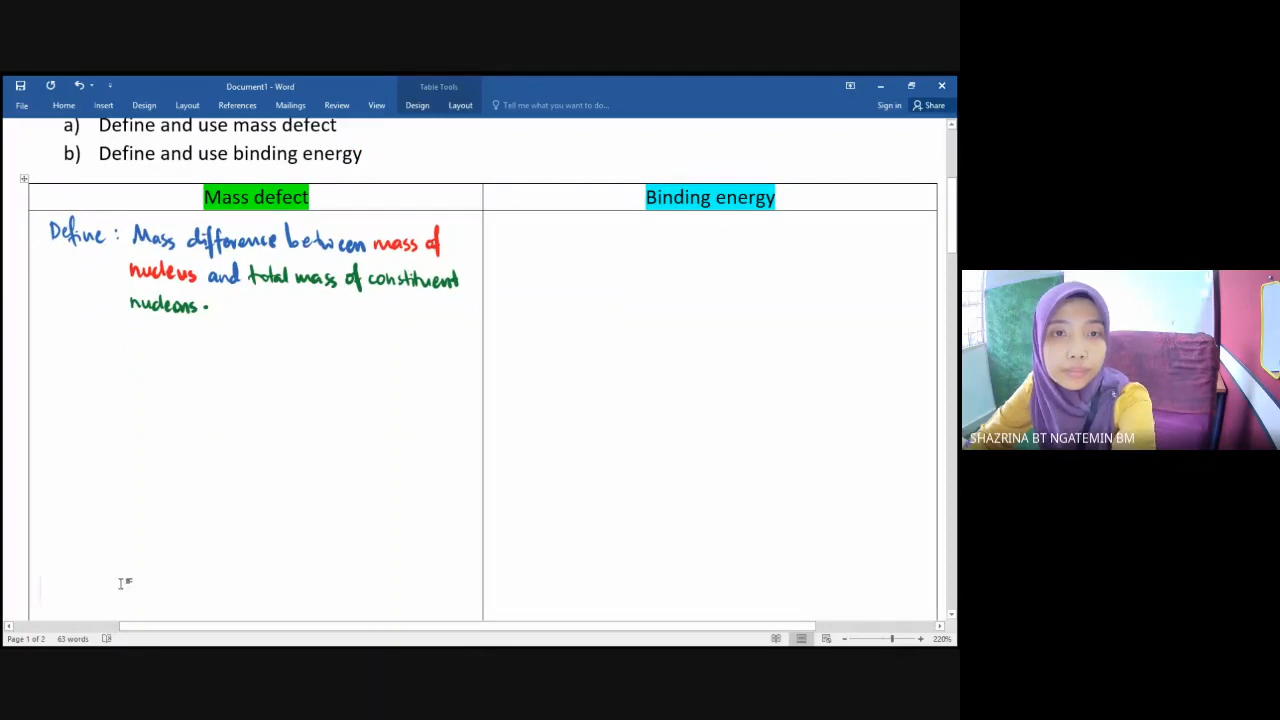 Document1 - Word
Table Tools
File Home Insert Design Layout References Mailings Review View Design Layout Tell me what you want to do... Sign in Share
a) Define and use mass defect
b) Define and use binding energy
Mass defect
Binding energy
Define : Mass difference between mass of
nucleus and total mass of constituent
nucleons.
SHAZRINA BT NGATEMIN BM
Page 1 of 2 63 words
220%